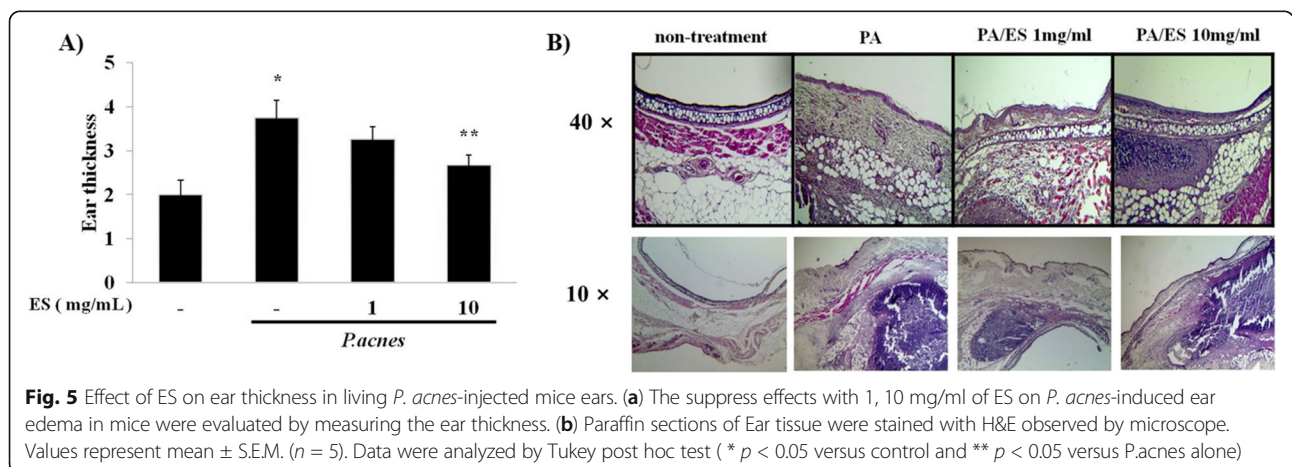 A)
Ear thickness
5
4
3
2
1
0
*
**
ES ( mg/mL)
-
-
1
10
P.acnes
B)
non-treatment
PA
PA/ES 1mg/ml
PA/ES 10mg/ml
40 ×
10 ×
Fig. 5 Effect of ES on ear thickness in living P. acnes-injected mice ears. (a) The suppress effects with 1, 10 mg/ml of ES on P. acnes-induced ear
edema in mice were evaluated by measuring the ear thickness. (b) Paraffin sections of Ear tissue were stained with H&E observed by microscope.
Values represent mean ± S.E.M. (n = 5). Data were analyzed by Tukey post hoc test ( * p < 0.05 versus control and ** p < 0.05 versus P.acnes alone)